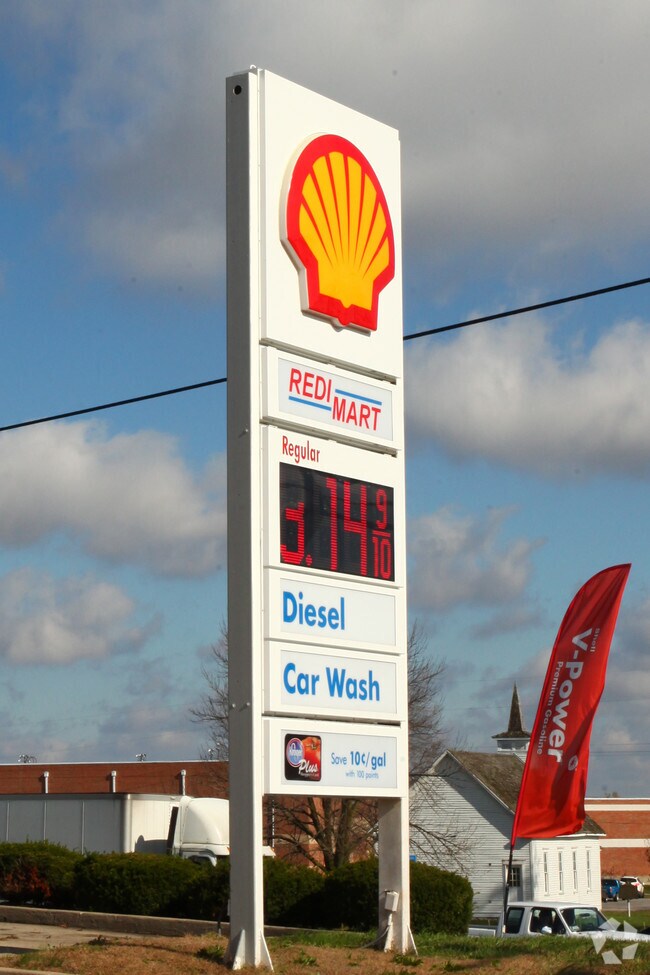 REDI
MART
Regular
3.14 9/10
Diesel
Car Wash
Plus
Save 10¢/gal
with 100 points
Shell
V-Power
Premium Gasoline